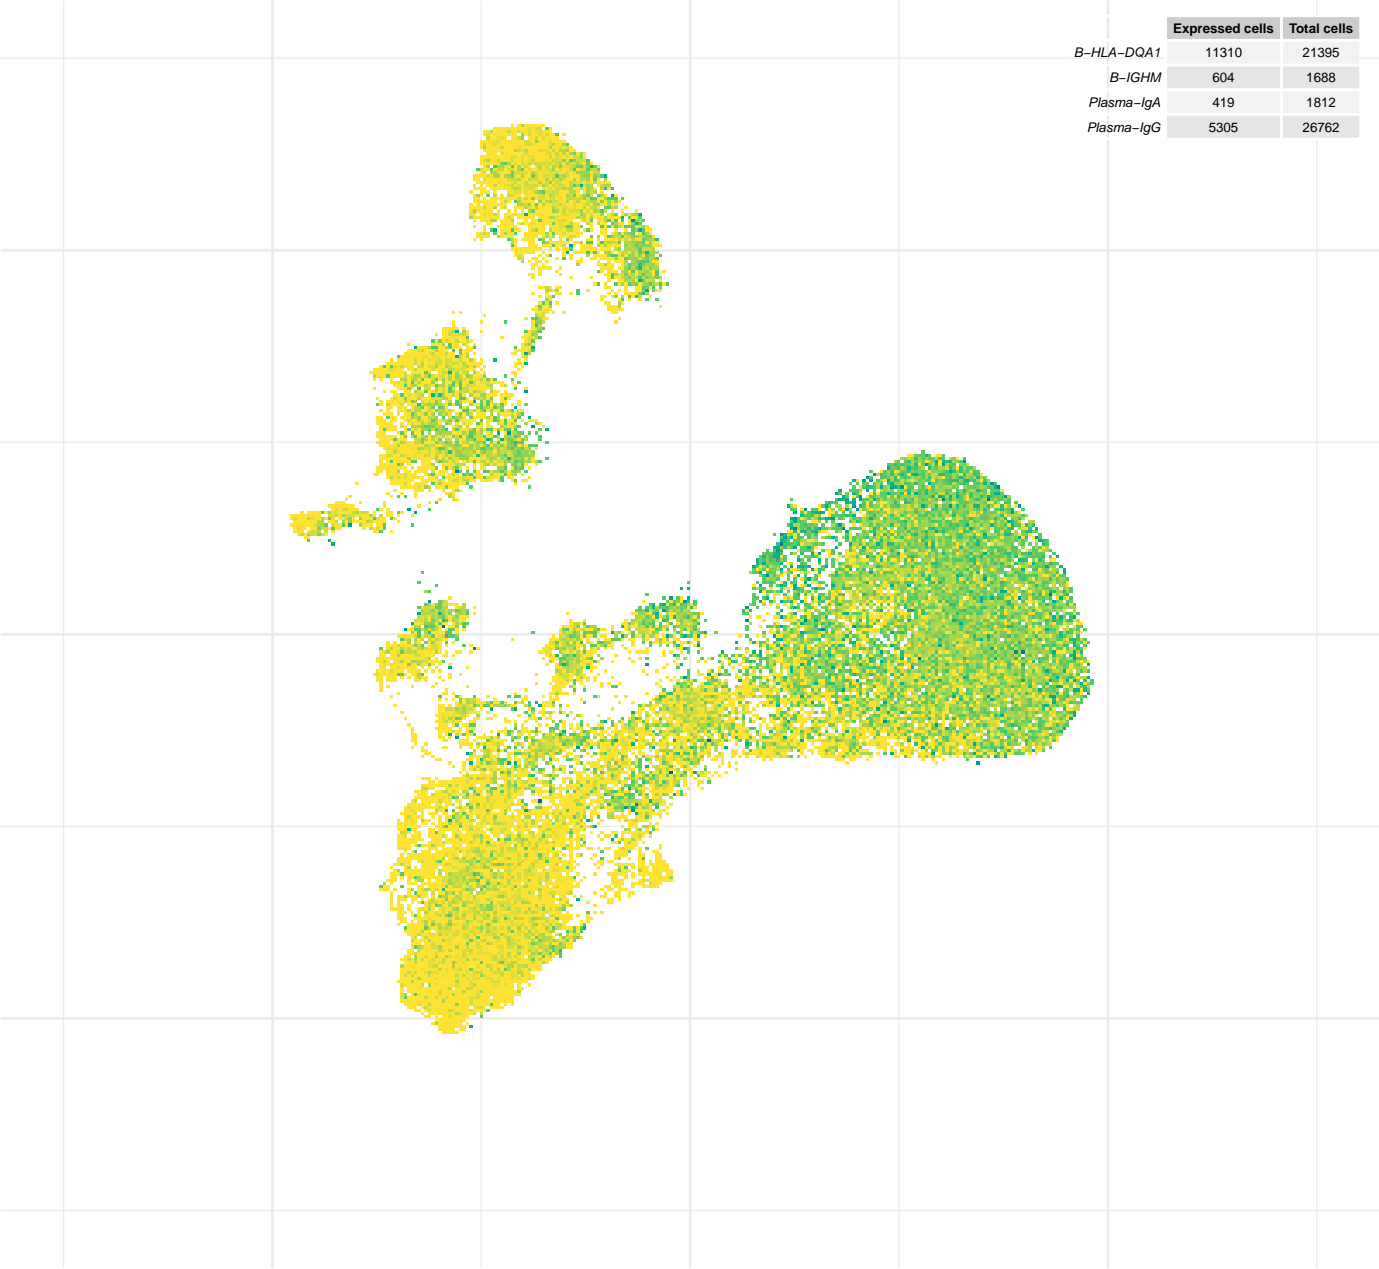 Expressed cells Total cells
B−HLA−DQA1 11310 21395
B−IGHM 604 1688
Plasma−IgA 419 1812
Plasma−IgG 5305 26762